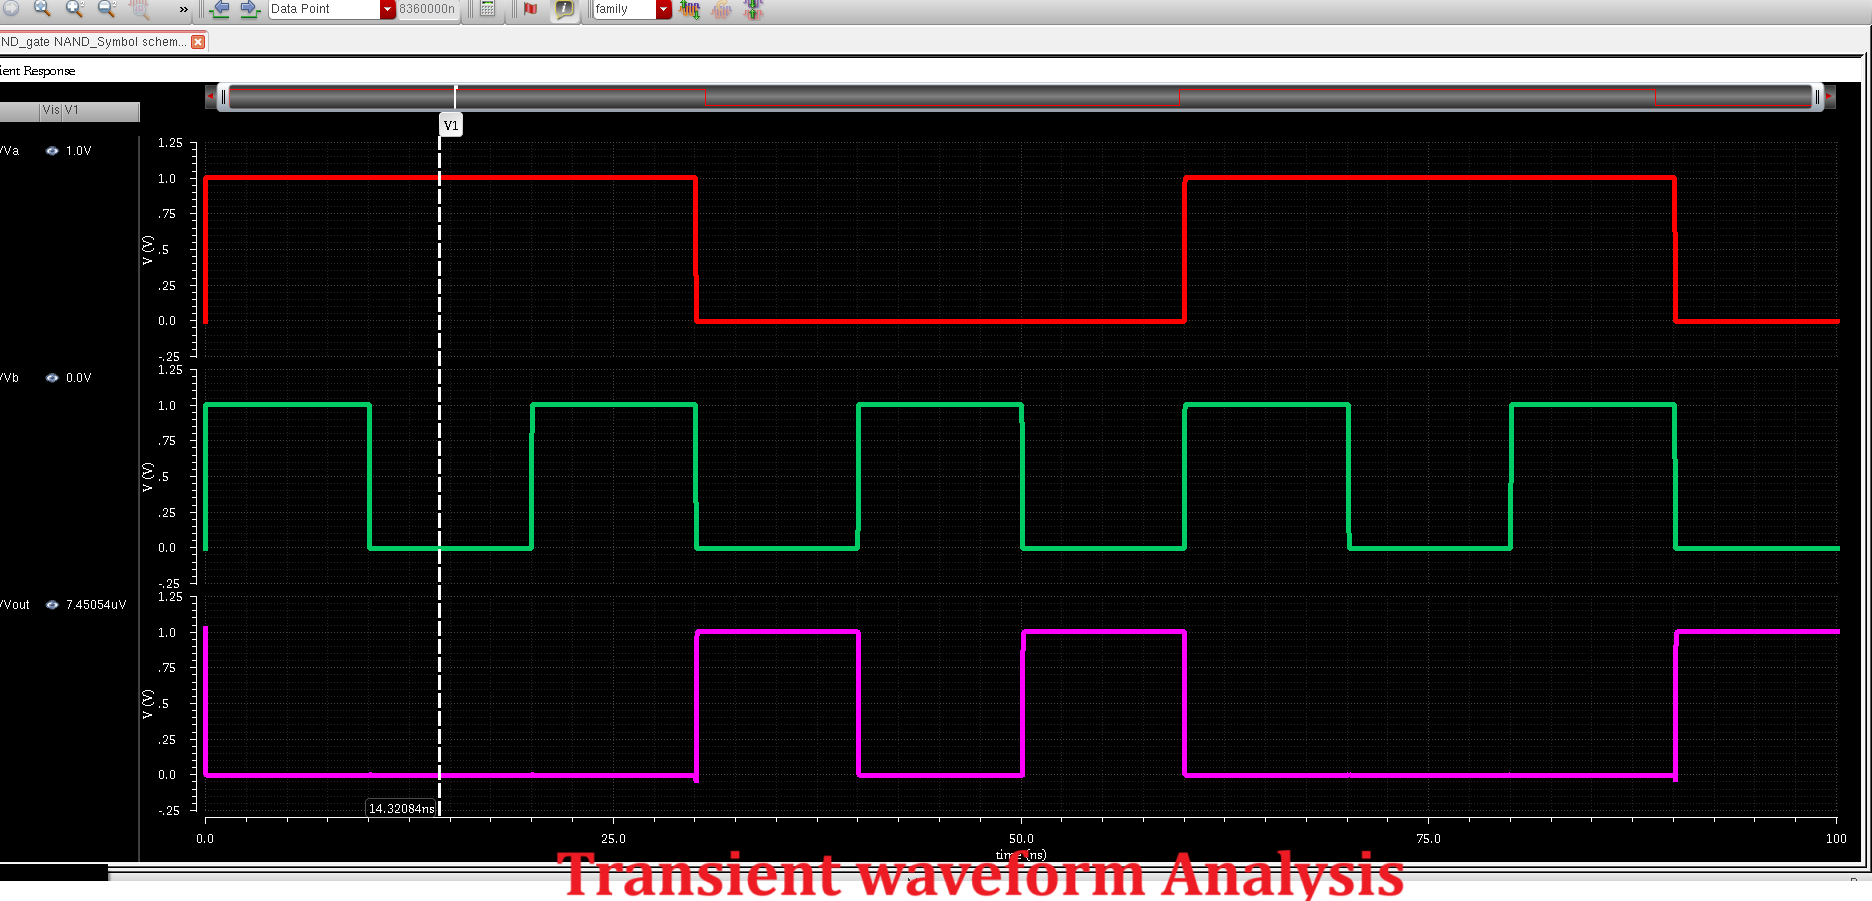 » Data Point 8360000n family
ND_gate NAND_Symbol schem...
ient Response
Vis V1
V1
/Va 1.0V
1.25
1.0
.75
.5
.25
0.0
-.25
V (V)
/Vb 0.0V
1.25
1.0
.75
.5
.25
0.0
-.25
V (V)
/Vout 7.45054uV
1.25
1.0
.75
.5
.25
0.0
-.25
V (V)
14.32084ns
0.0 25.0 50.0 75.0 100
time (ns)
Transient waveform Analysis